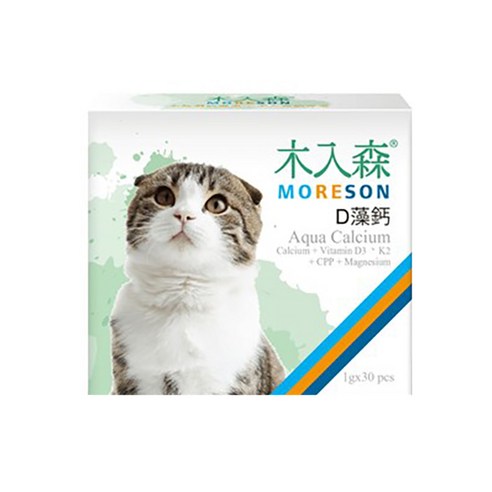 木入森®
MORESON
D藻鈣
Aqua Calcium
Calcium + Vitamin D3 + K2
+ CPP + Magnesium
1gx30 pcs